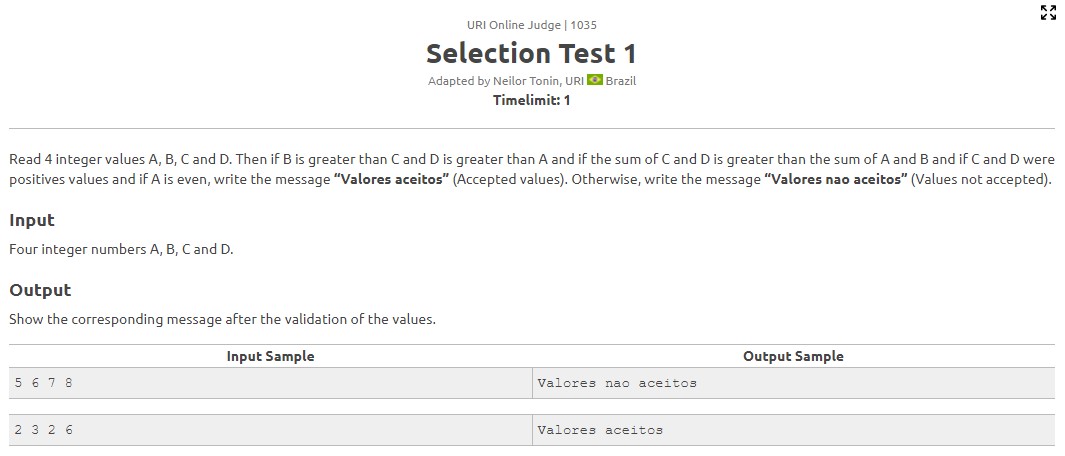 URI Online Judge | 1035
Selection Test 1
Adapted by Neilor Tonin, URI Brazil
Timelimit: 1
Read 4 integer values A, B, C and D. Then if B is greater than C and D is greater than A and if the sum of C and D is greater than the sum of A and B and if C and D were
positives values and if A is even, write the message “Valores aceitos” (Accepted values). Otherwise, write the message “Valores nao aceitos” (Values not accepted).
Input
Four integer numbers A, B, C and D.
Output
Show the corresponding message after the validation of the values.
Input Sample Output Sample
5 6 7 8 Valores nao aceitos
2 3 2 6 Valores aceitos